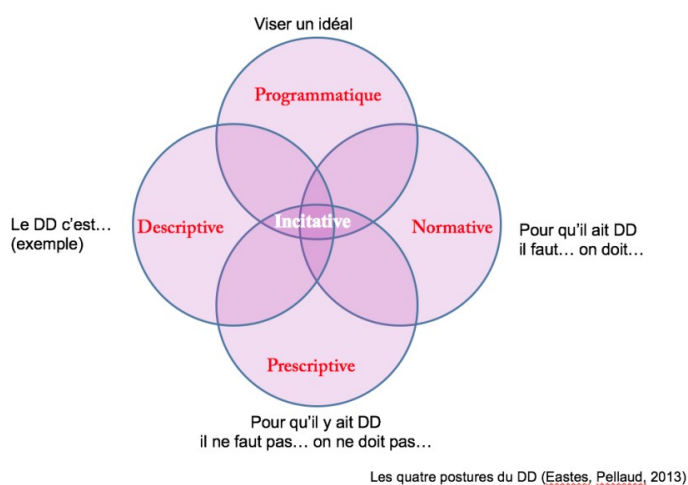 Viser un idéal
Programmatique
Le DD c'est…
(exemple)
Descriptive
Incitative
Normative
Pour qu'il ait DD
il faut… on doit…
Prescriptive
Pour qu'il y ait DD
il ne faut pas… on ne doit pas…
Les quatre postures du DD (Eastes, Pellaud, 2013)